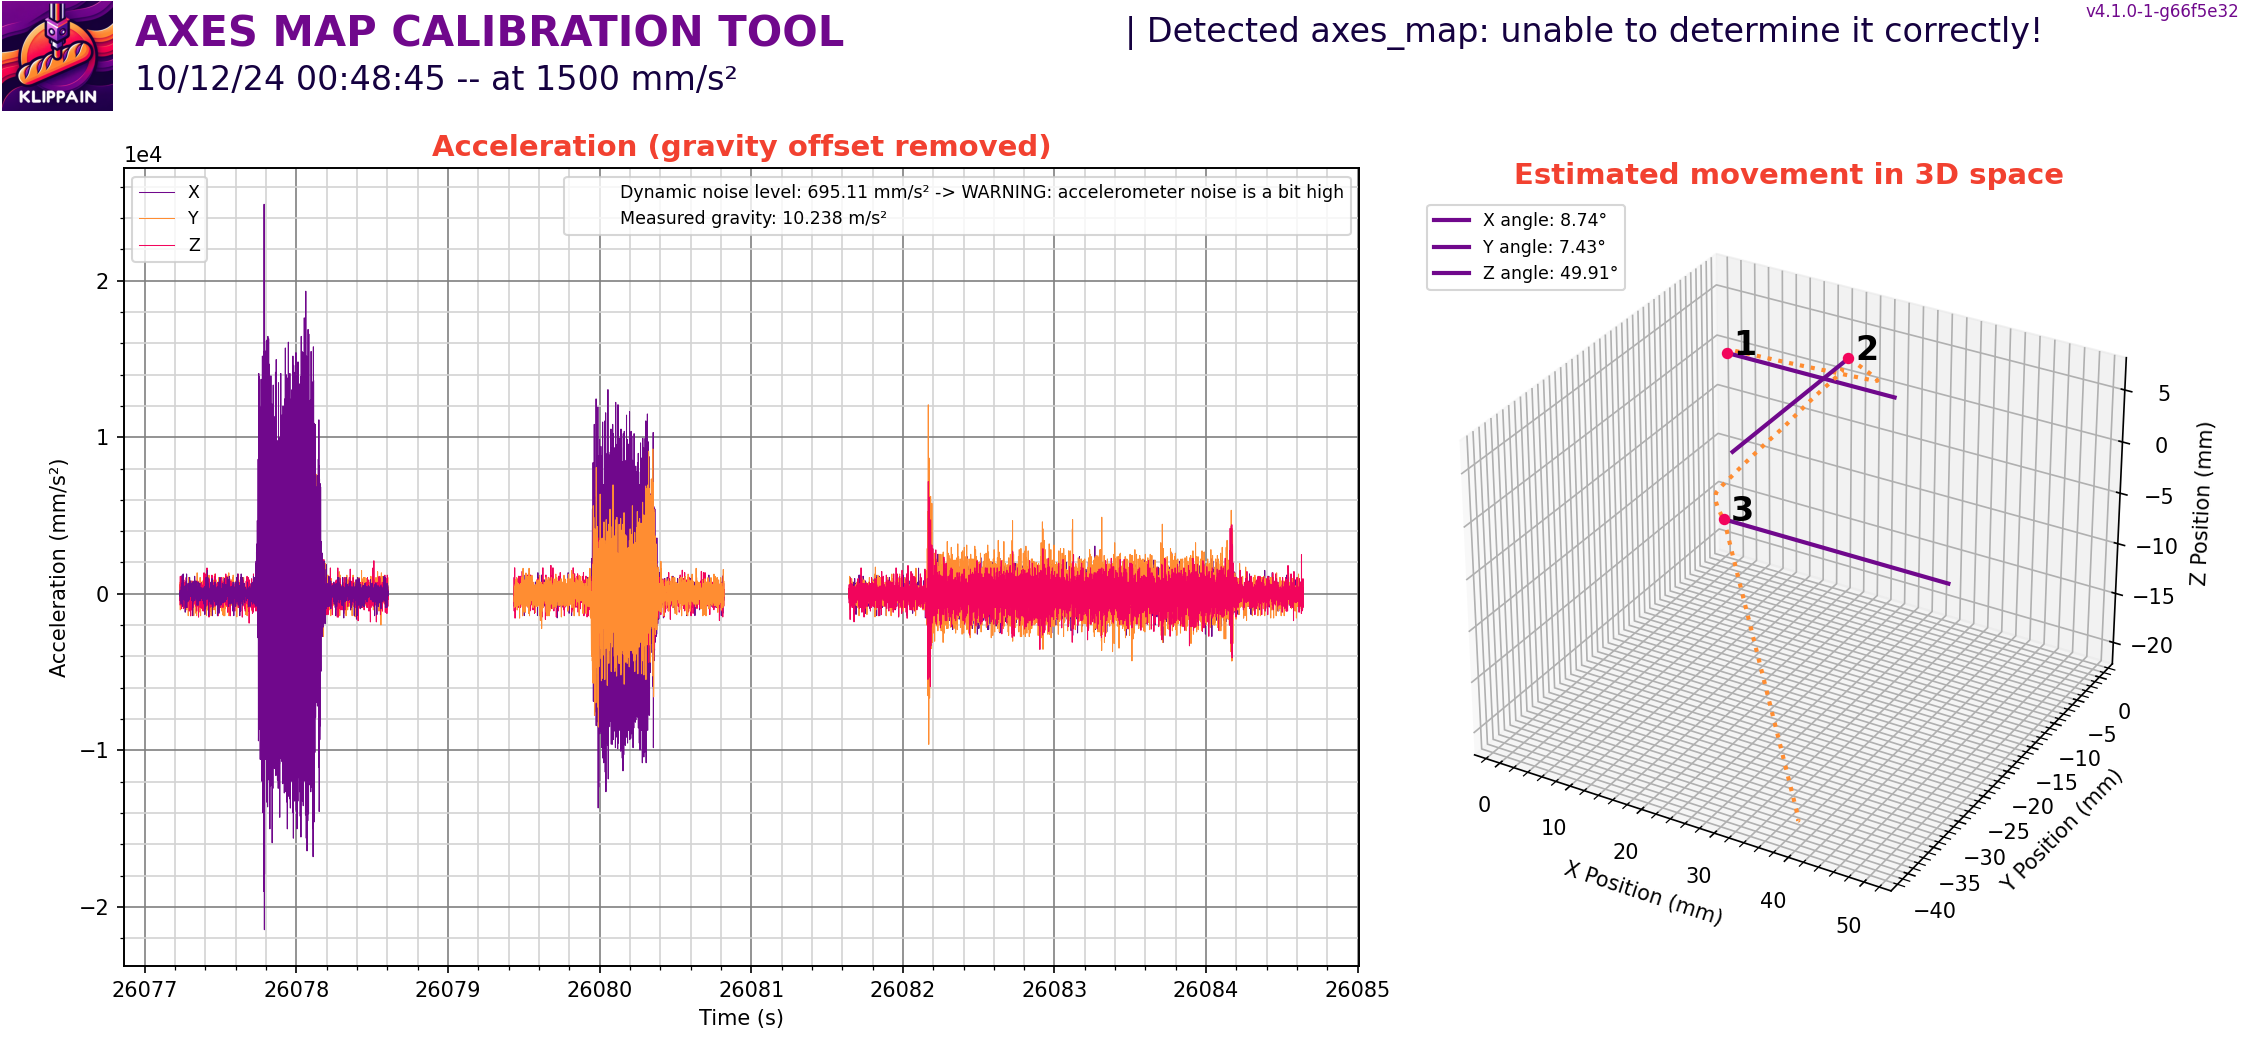 KLIPPAIN
AXES MAP CALIBRATION TOOL
10/12/24 00:48:45 -- at 1500 mm/s²
| Detected axes_map: unable to determine it correctly!
v4.1.0-1-g66f5e32
Acceleration (gravity offset removed)
1e4
X
Y
Z
Dynamic noise level: 695.11 mm/s² -> WARNING: accelerometer noise is a bit high
Measured gravity: 10.238 m/s²
Acceleration (mm/s²)
2
1
0
−1
−2
26077
26078
26079
26080
26081
26082
26083
26084
26085
Time (s)
Estimated movement in 3D space
X angle: 8.74°
Y angle: 7.43°
Z angle: 49.91°
1
2
3
5
0
−5
−10
−15
−20
Z Position (mm)
0
−5
−10
−15
−20
−25
−30
−35
−40
Y Position (mm)
0
10
20
30
40
50
X Position (mm)